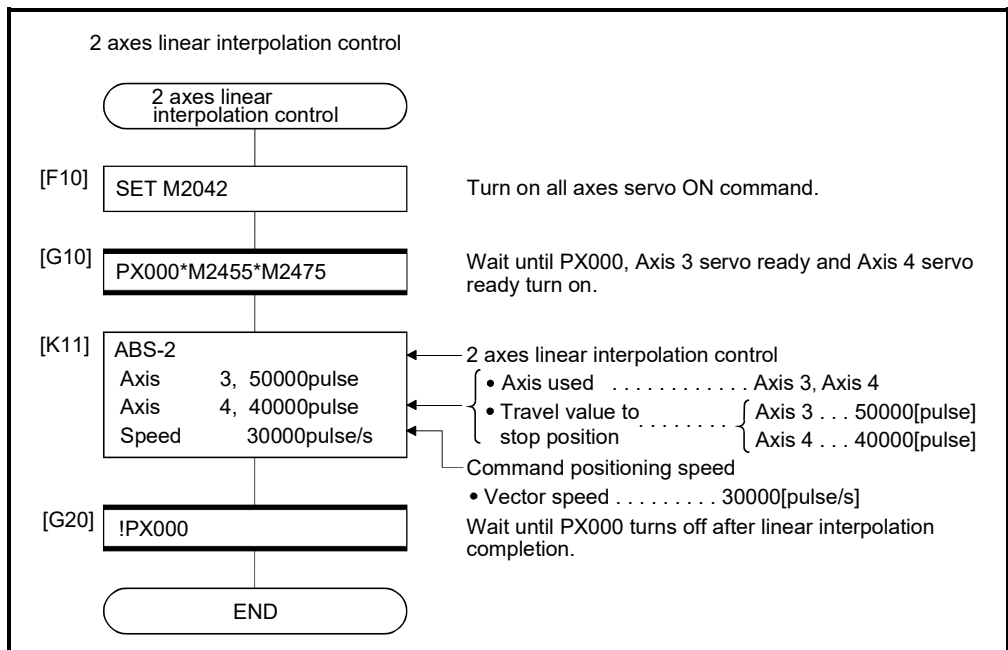 2 axes linear interpolation control
2 axes linear
interpolation control
[F10]
SET M2042
Turn on all axes servo ON command.
[G10]
PX000*M2455*M2475
Wait until PX000, Axis 3 servo ready and Axis 4 servo
ready turn on.
[K11]
ABS-2
Axis 3, 50000pulse
Axis 4, 40000pulse
Speed 30000pulse/s
2 axes linear interpolation control
• Axis used . . . . . . . . . . . . Axis 3, Axis 4
• Travel value to
stop position . . . . . . . .
Axis 3 . . . 50000[pulse]
Axis 4 . . . 40000[pulse]
Command positioning speed
• Vector speed . . . . . . . . . 30000[pulse/s]
[G20]
!PX000
Wait until PX000 turns off after linear interpolation
completion.
END